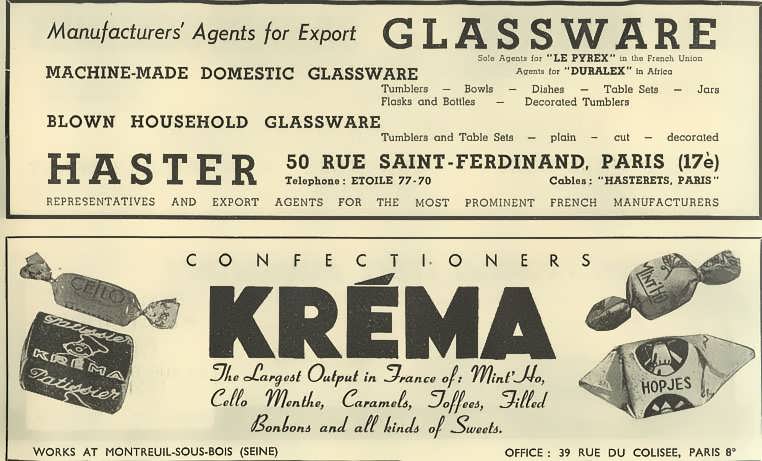 Manufacturers' Agents for Export GLASSWARE
Sole Agents for "LE PYREX" in the French Union
MACHINE-MADE DOMESTIC GLASSWARE Agents for "DURALEX" in Africa
Tumblers — Bowls — Dishes — Table Sets — Jars
Flasks and Bottles — Decorated Tumblers
BLOWN HOUSEHOLD GLASSWARE
Tumblers and Table Sets — plain — cut — decorated
HASTER 50 RUE SAINT-FERDINAND, PARIS (17è)
Telephone : ETOILE 77-70 Cables : "HASTERETS, PARIS"
REPRESENTATIVES AND EXPORT AGENTS FOR THE MOST PROMINENT FRENCH MANUFACTURERS
CONFECTIONERS
CELLO
MINT'HO
KRÉMA
Patissier
KRÉMA
Patissier
HOPJES
The Largest Output in France of : Mint'Ho,
Cello Menthe, Caramels, Toffees, Filled
Bonbons and all kinds of Sweets.
WORKS AT MONTREUIL-SOUS-BOIS (SEINE) OFFICE : 39 RUE DU COLISEE, PARIS 8°